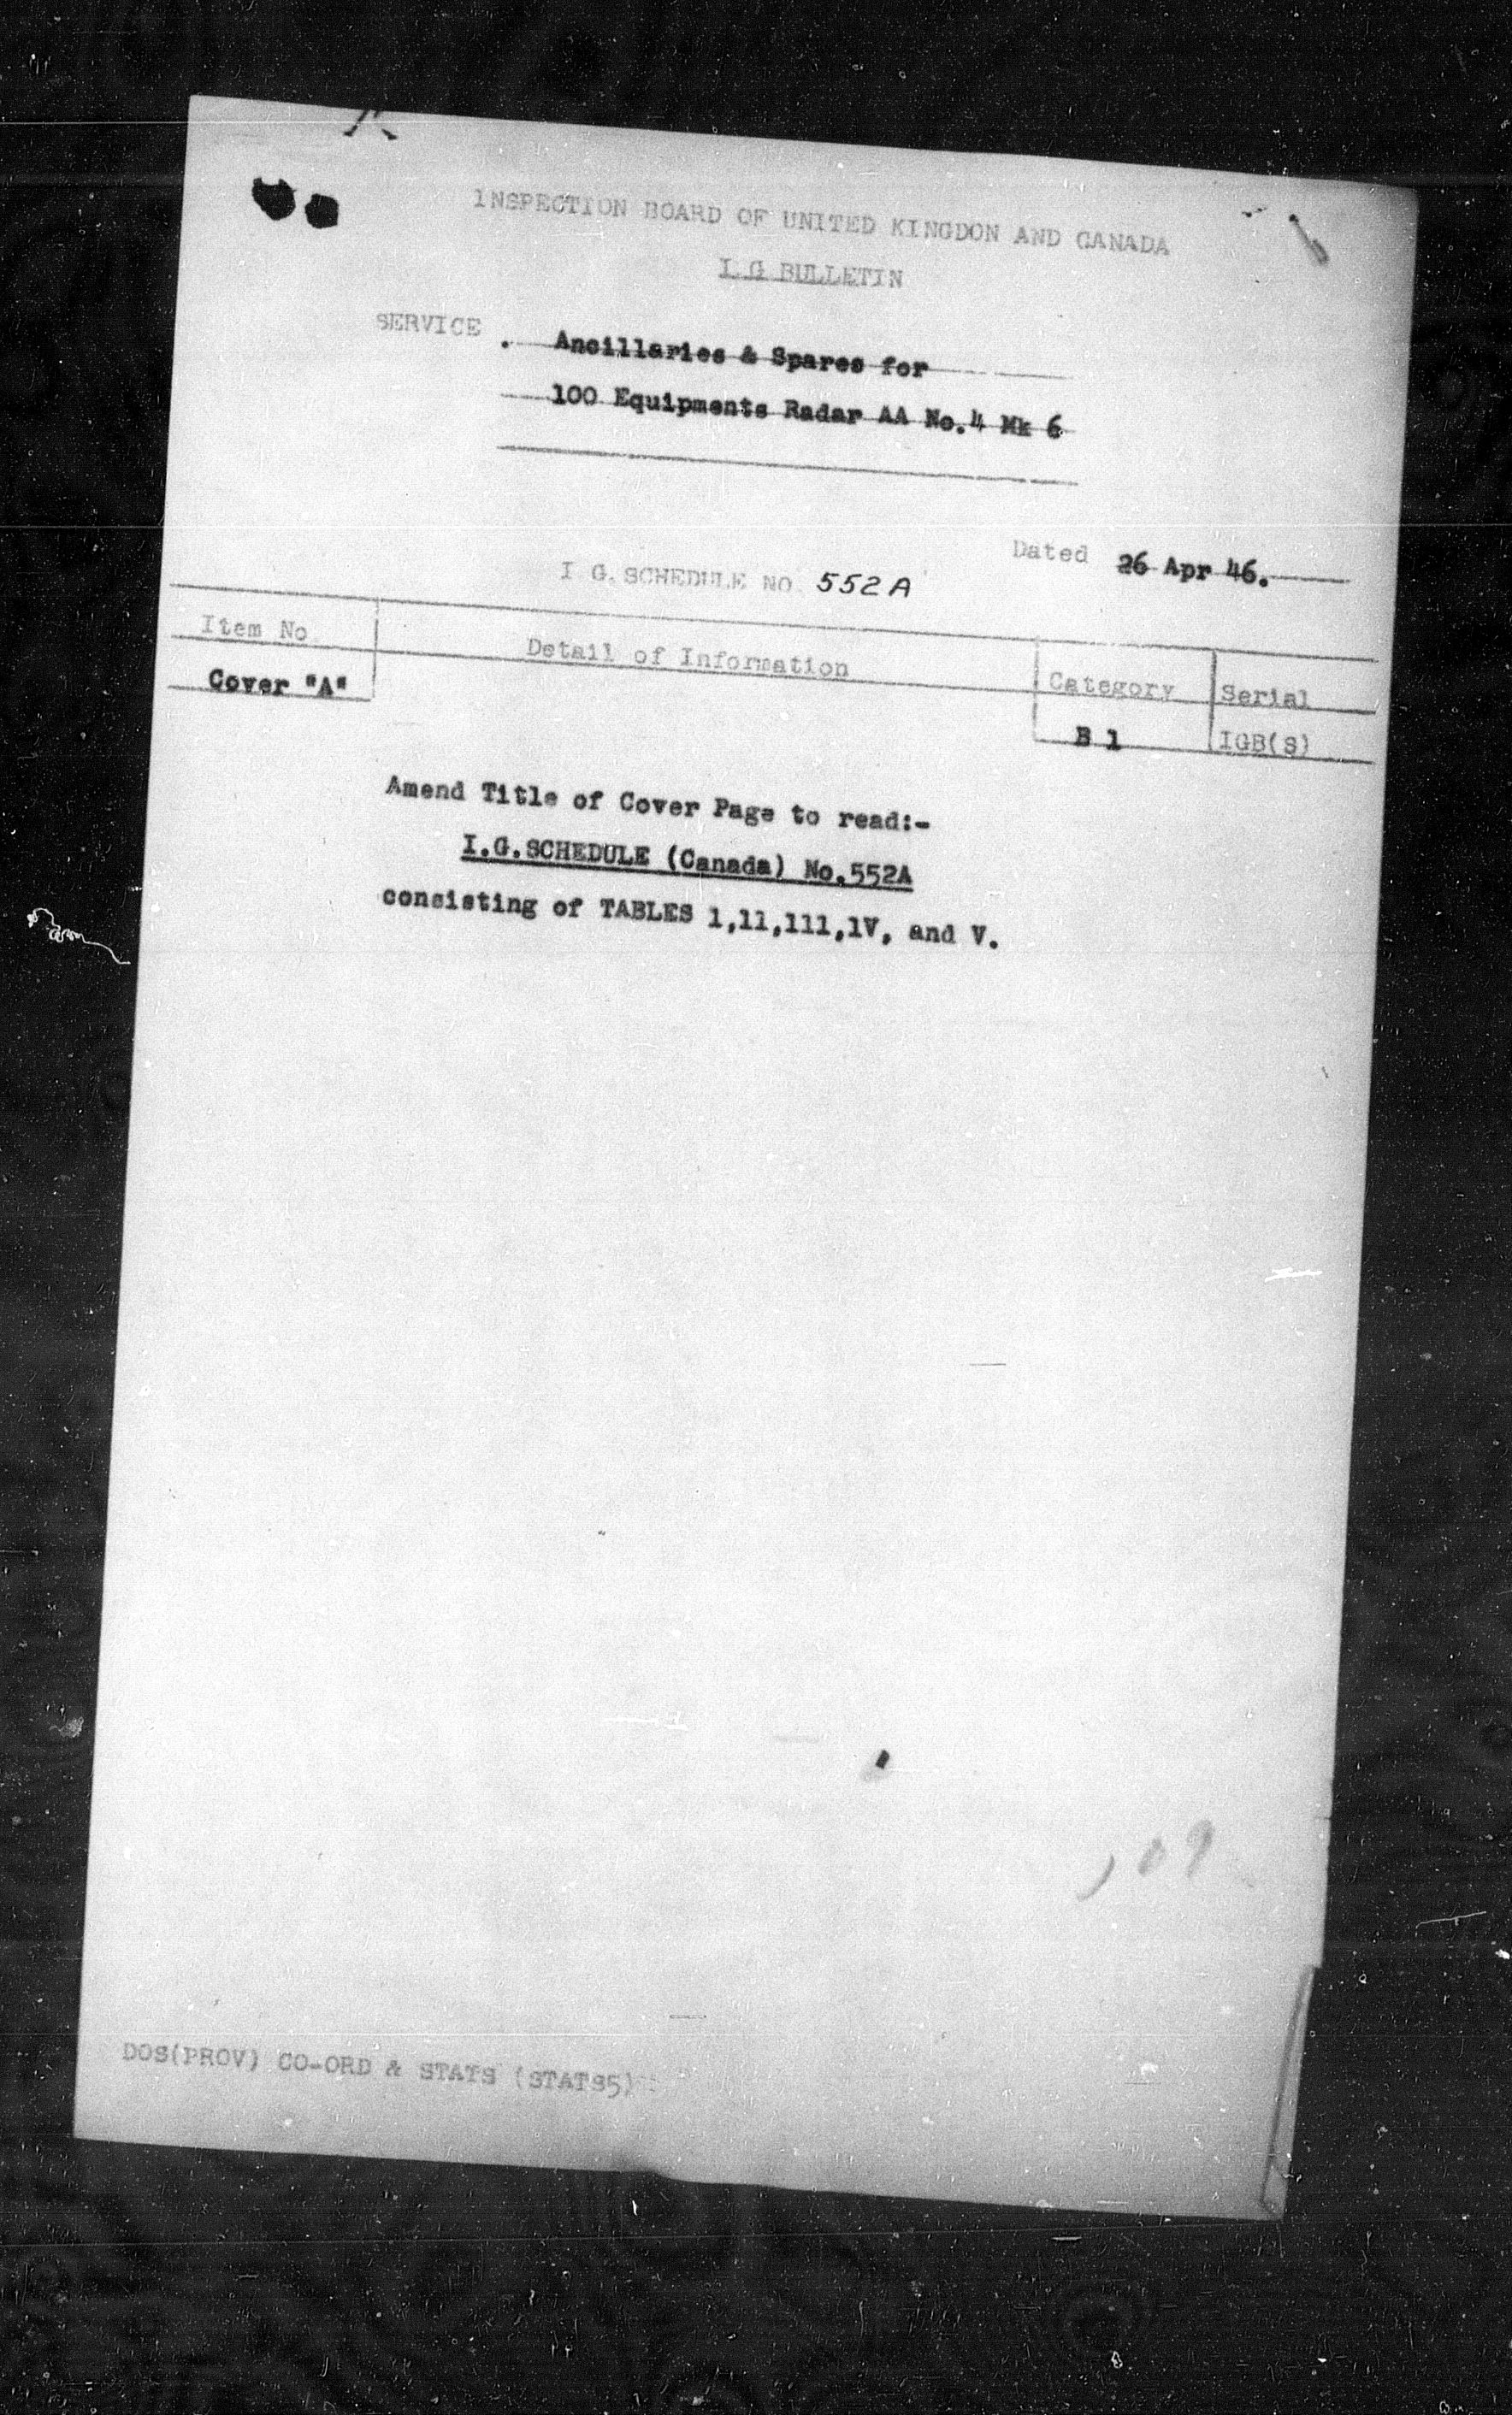 INSPECTION BOARD OF UNITED KINGDON AND CANADA
I G BULLETIN
SERVICE . Ancillaries & Spares for
100 Equipments Radar AA No.4 Mk 6
Dated 26 Apr 46.
I G. SCHEDULE NO. 552A
Item No Detail of Information Category Serial
Cover "A" B 1 IGB(S)
Amend Title of Cover Page to read:-
I.G.SCHEDULE (Canada) No.552A
consisting of TABLES 1,11,111,1V, and V.
109
DOS(PROV) CO-ORD & STATS (STATS5)